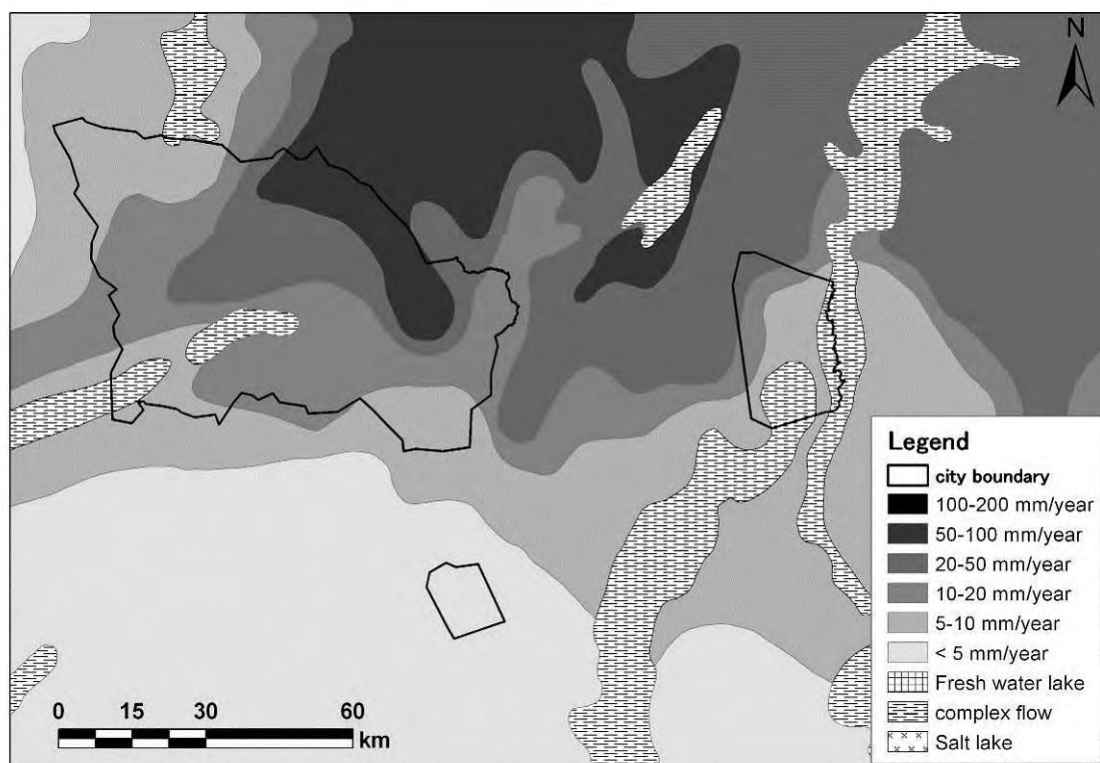 N
0 15 30 60
km
Legend
city boundary
100-200 mm/year
50-100 mm/year
20-50 mm/year
10-20 mm/year
5-10 mm/year
< 5 mm/year
Fresh water lake
complex flow
Salt lake